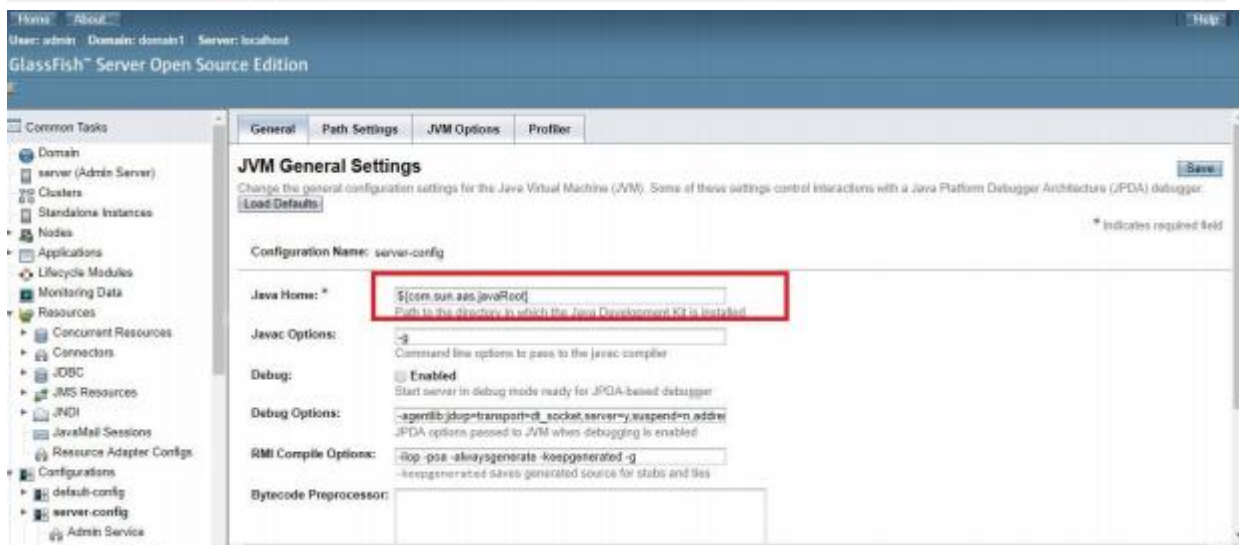 Home About... Help
User: admin Domain: domain1 Server: localhost
GlassFish™ Server Open Source Edition
Common Tasks
Domain
server (Admin Server)
Clusters
Standalone Instances
Nodes
Applications
Lifecycle Modules
Monitoring Data
Resources
Concurrent Resources
Connectors
JDBC
JMS Resources
JNDI
JavaMail Sessions
Resource Adapter Configs
Configurations
default-config
server-config
Admin Service
General Path Settings JVM Options Profiler
JVM General Settings
Save
Change the general configuration settings for the Java Virtual Machine (JVM). Some of these settings control interactions with a Java Platform Debugger Architecture (JPDA) debugger.
Load Defaults
* Indicates required field
Configuration Name: server-config
Java Home: * ${com.sun.aas.javaRoot}
Path to the directory in which the Java Development Kit is installed
Javac Options: -g
Command line options to pass to the javac compiler
Debug: Enabled
Start server in debug mode ready for JPDA-based debugger
Debug Options: -agentlib:jdwp=transport=dt_socket,server=y,suspend=n,addre
JPDA options passed to JVM when debugging is enabled
RMI Compile Options: -iiop -poa -alwaysgenerate -keepgenerated -g
-keepgenerated saves generated source for stubs and ties
Bytecode Preprocessor: